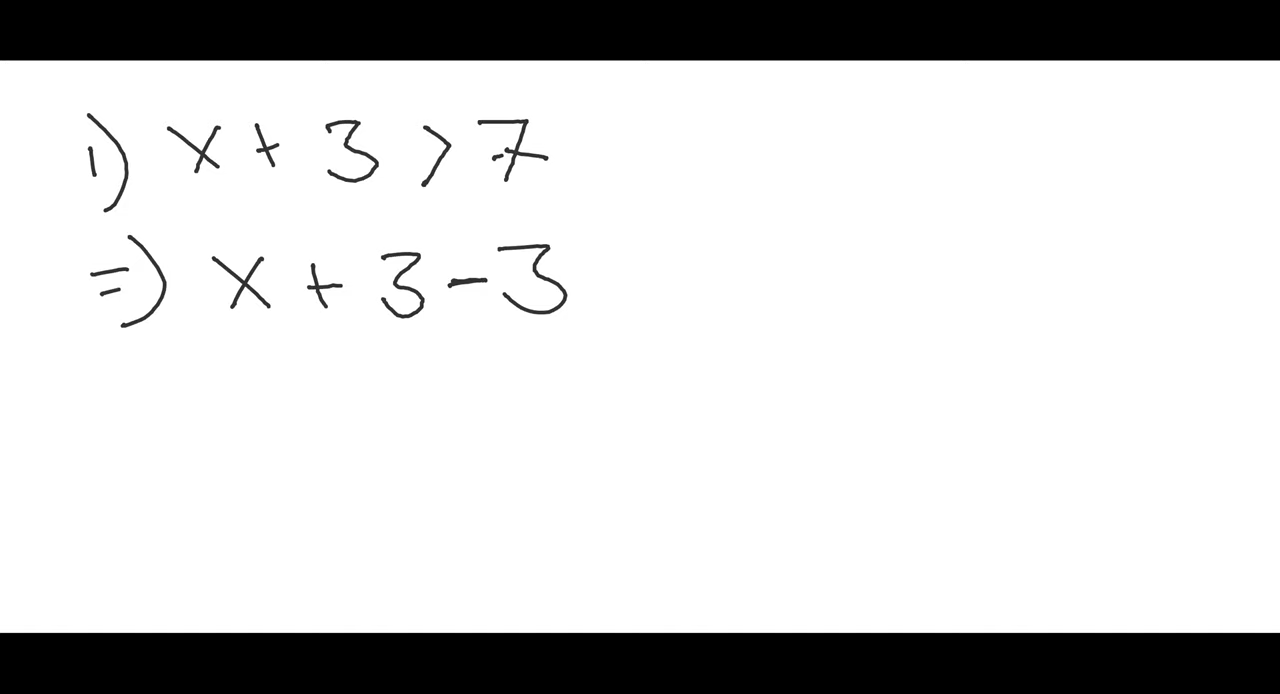 1) x + 3 > 7
=) x + 3 - 3